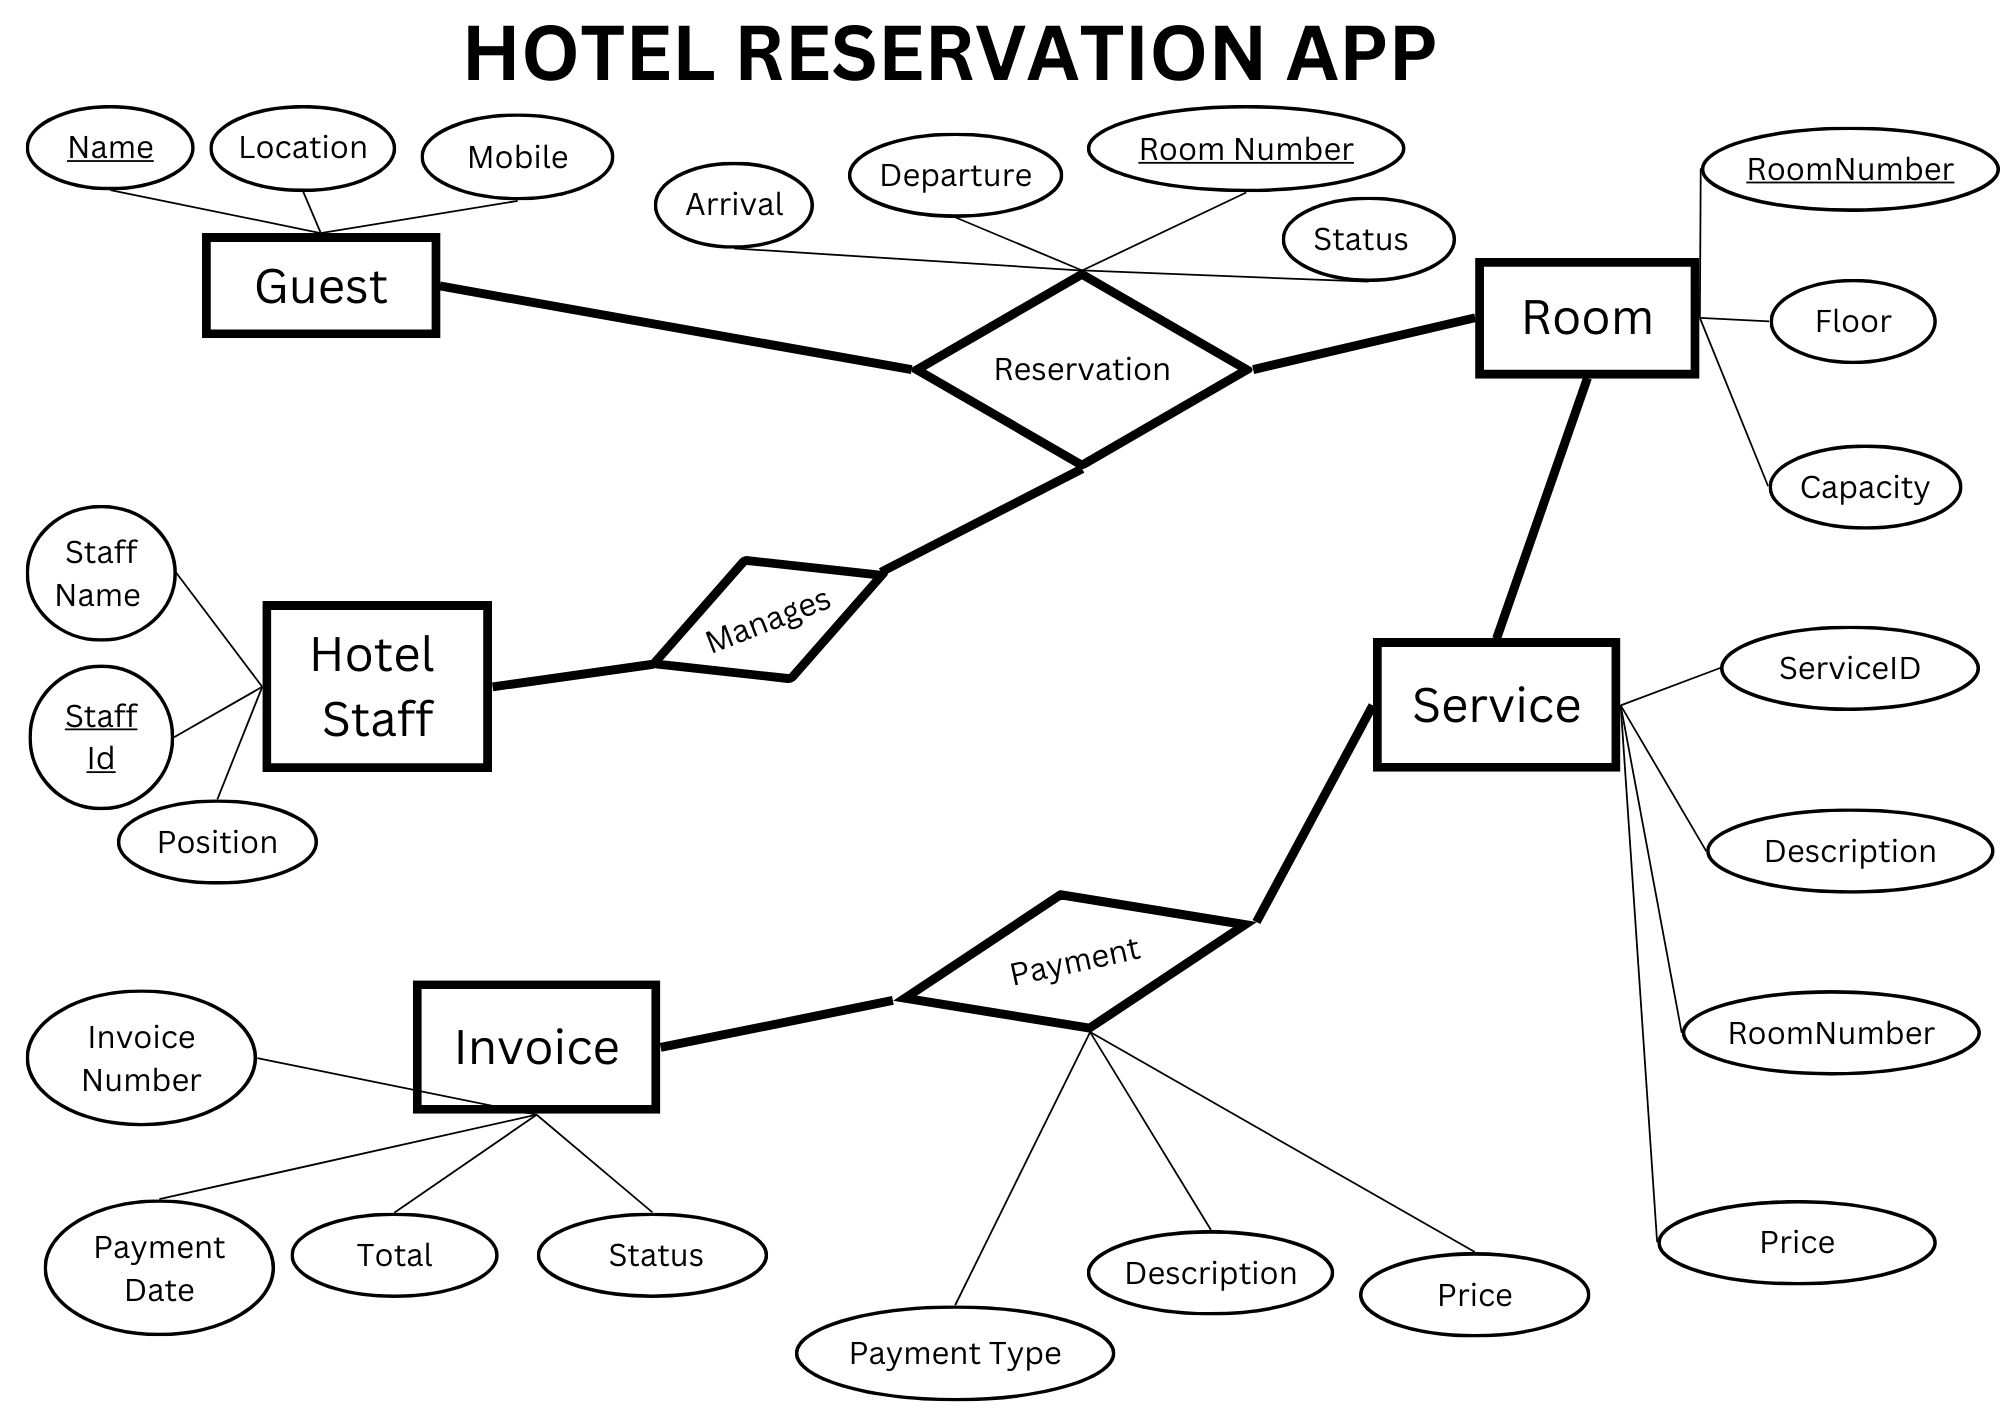 HOTEL RESERVATION APP
Name
Location
Mobile
Arrival
Departure
Room Number
Status
RoomNumber
Guest
Reservation
Room
Floor
Capacity
Staff
Name
Staff
Id
Position
Hotel
Staff
Manages
Service
ServiceID
Description
RoomNumber
Price
Payment
Invoice
Invoice
Number
Payment
Date
Total
Status
Payment Type
Description
Price